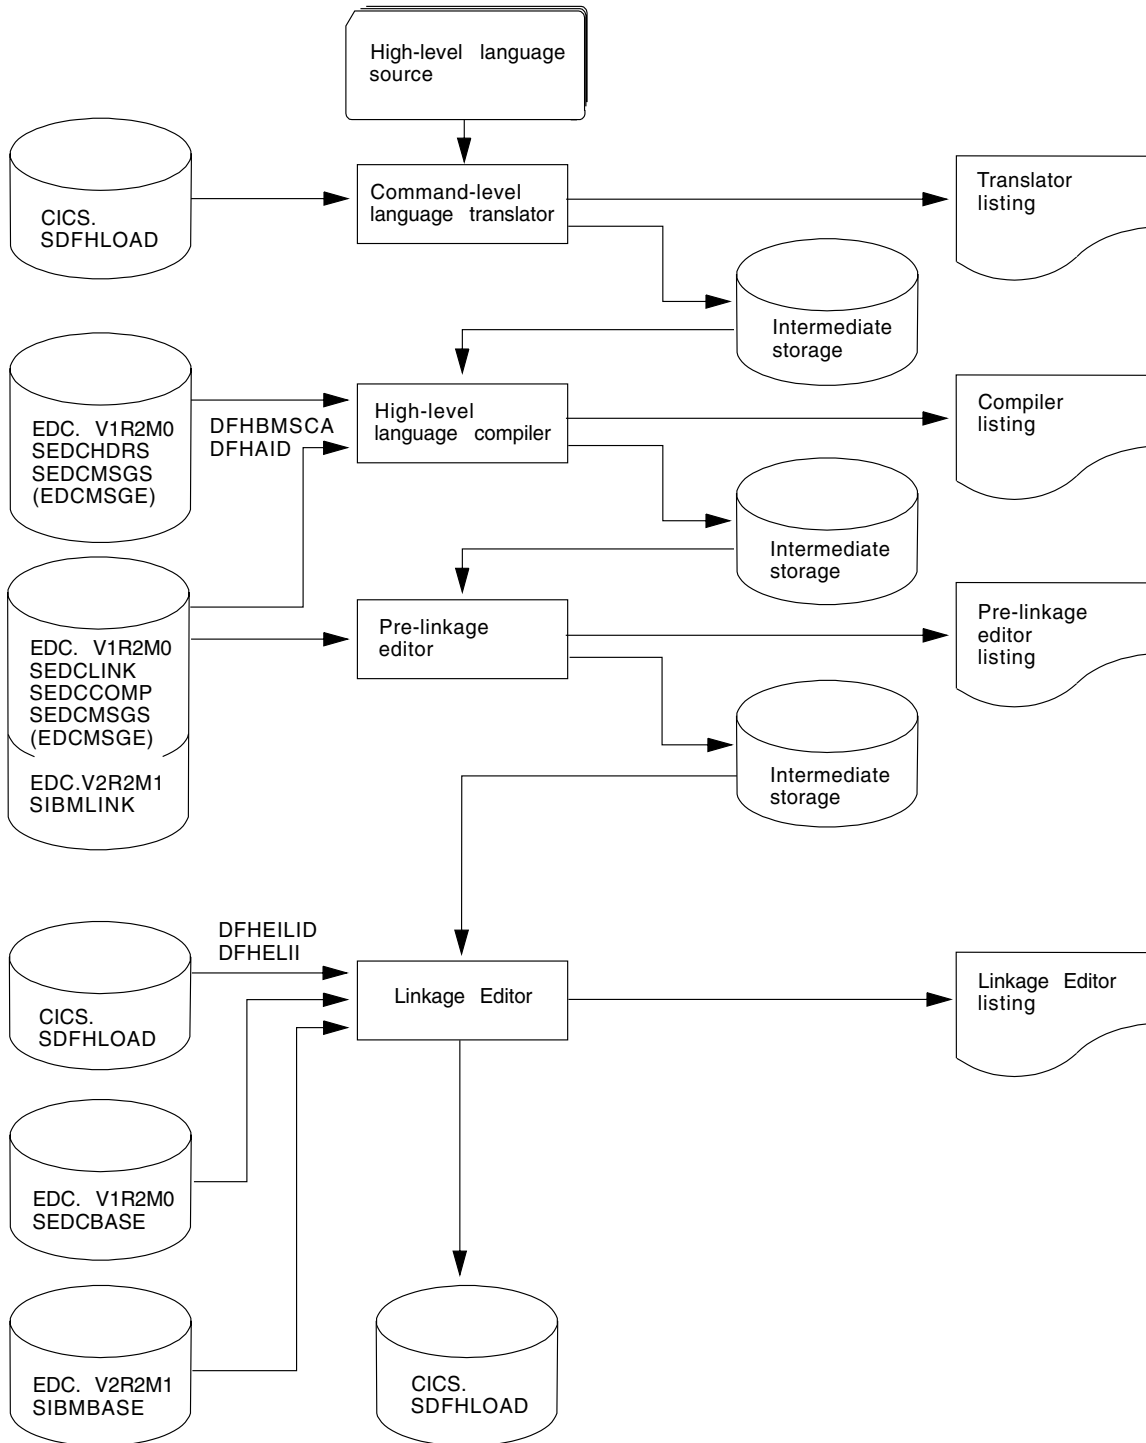 High-level language
source
CICS.
SDFHLOAD
Command-level
language translator
Translator
listing
Intermediate
storage
EDC. V1R2M0
SEDCHDRS
SEDCMSGS
(EDCMSGE)
DFHBMSCA
DFHAID
High-level
language compiler
Compiler
listing
Intermediate
storage
EDC. V1R2M0
SEDCLINK
SEDCCOMP
SEDCMSGS
(EDCMSGE)
EDC.V2R2M1
SIBMLINK
Pre-linkage
editor
Pre-linkage
editor
listing
Intermediate
storage
CICS.
SDFHLOAD
DFHEILID
DFHELII
Linkage Editor
Linkage Editor
listing
EDC. V1R2M0
SEDCBASE
EDC. V2R2M1
SIBMBASE
CICS.
SDFHLOAD